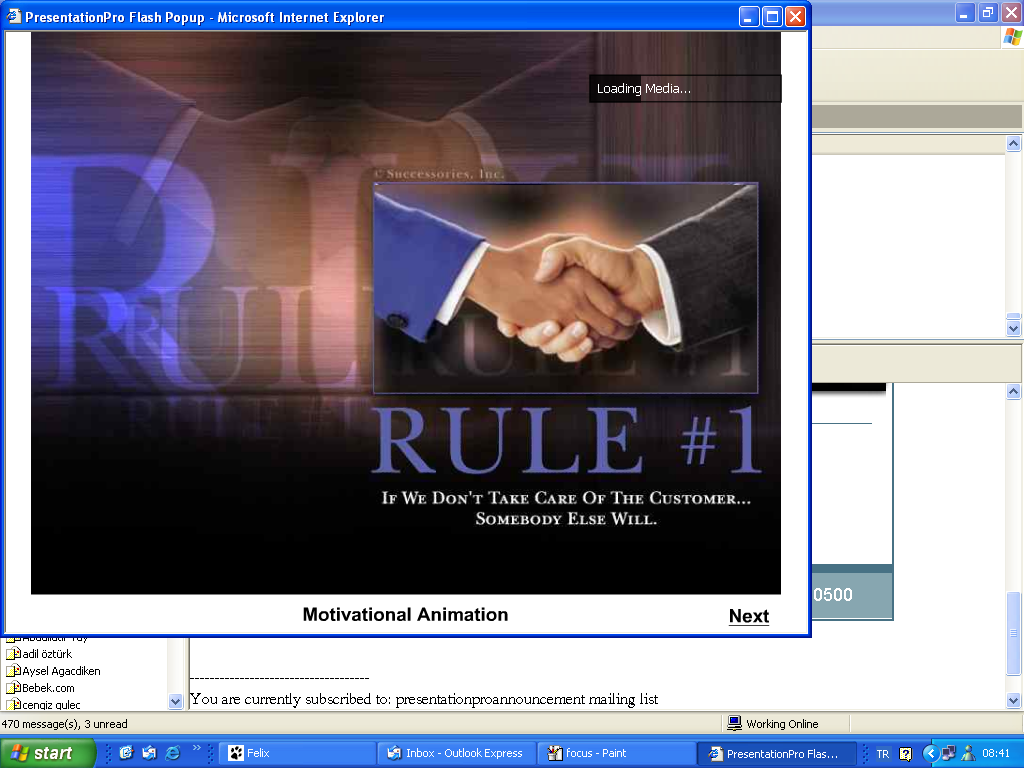 PresentationPro Flash Popup - Microsoft Internet Explorer
Loading Media...
© Successories, Inc.
RULE #1
RULE #1
IF WE DON'T TAKE CARE OF THE CUSTOMER...
SOMEBODY ELSE WILL.
0500
Motivational Animation
Next
adil öztürk
Aysel Agacdiken
Bebek.com
cengiz gulec
-----------------------------------
You are currently subscribed to: presentationproannouncement mailing list
470 message(s), 3 unread
Working Online
start
Felix
Inbox - Outlook Express
focus - Paint
PresentationPro Flas...
TR
08:41